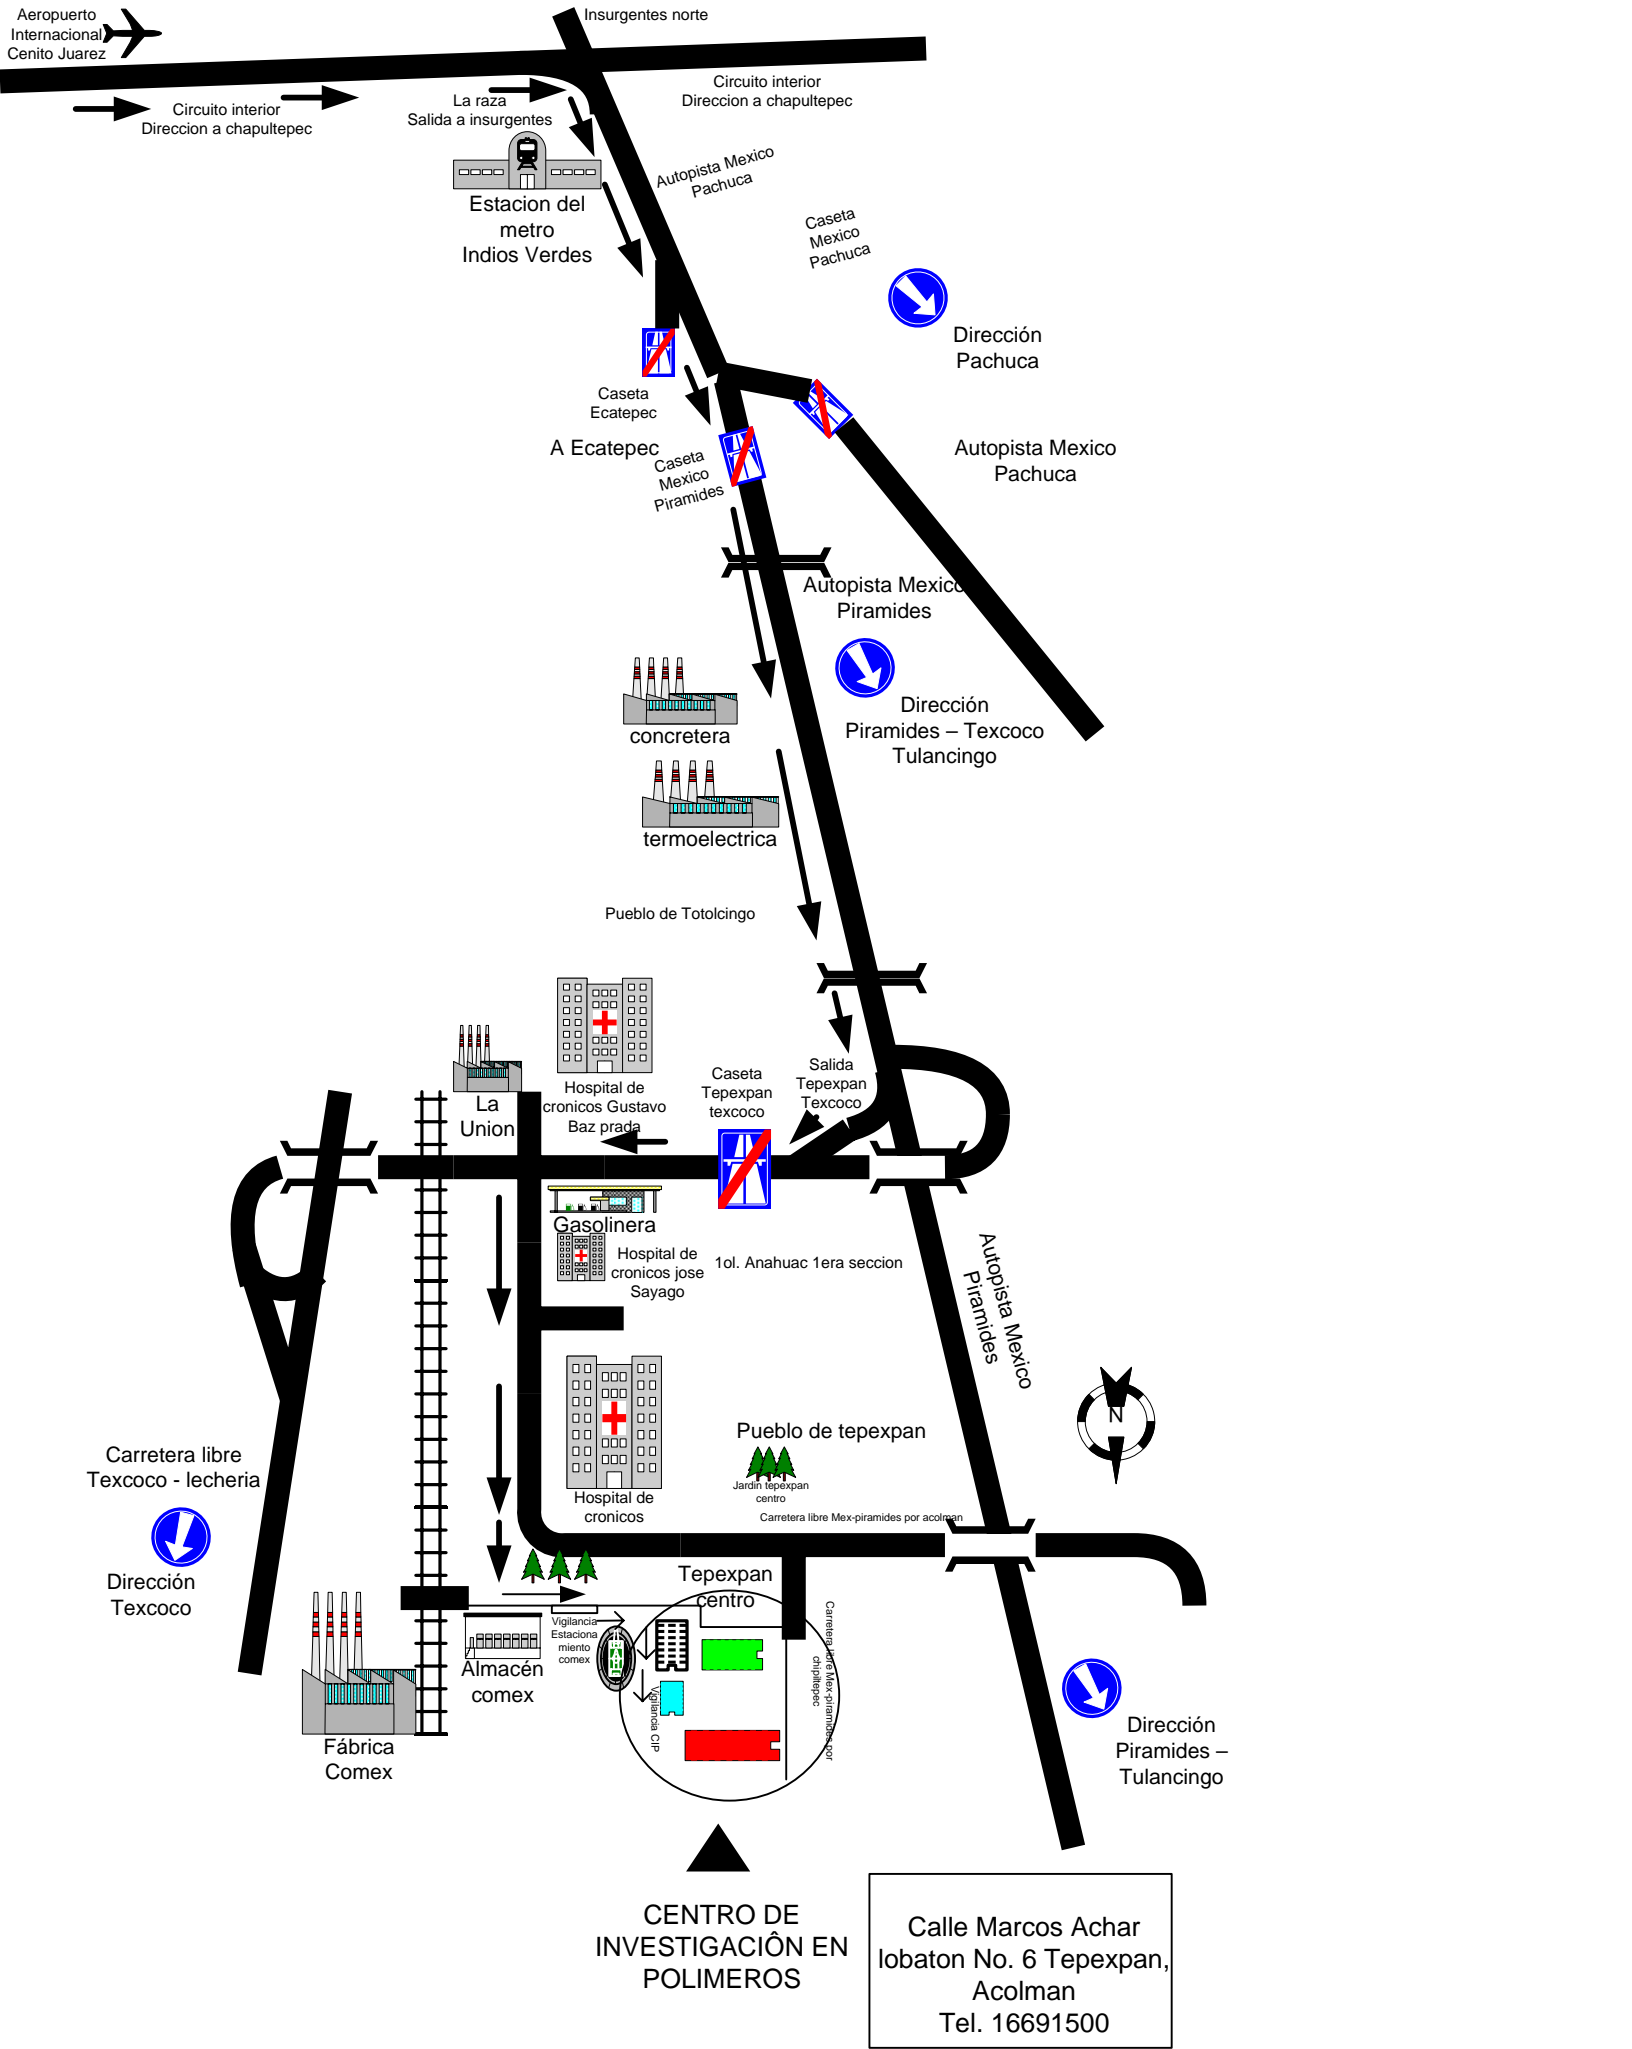 Aeropuerto
Internacional
Cenito Juarez
Insurgentes norte
Circuito interior
Direccion a chapultepec
La raza
Salida a insurgentes
Circuito interior
Direccion a chapultepec
Estacion del
metro
Indios Verdes
Autopista Mexico
Pachuca
Caseta
Mexico
Pachuca
Dirección
Pachuca
Caseta
Ecatepec
A Ecatepec
Caseta
Mexico
Piramides
Autopista Mexico
Pachuca
Autopista Mexico
Piramides
Dirección
Piramides – Texcoco
Tulancingo
concretera
termoelectrica
Pueblo de Totolcingo
La
Union
Hospital de
cronicos Gustavo
Baz prada
Caseta
Tepexpan
texcoco
Salida
Tepexpan
Texcoco
Gasolinera
Hospital de
cronicos jose
Sayago
1ol. Anahuac 1era seccion
Autopista Mexico
Piramides
N
Hospital de
cronicos
Pueblo de tepexpan
Jardin tepexpan
centro
Carretera libre Mex-piramides por acolman
Carretera libre
Texcoco - lecheria
Dirección
Texcoco
Tepexpan
centro
Vigilancia
Estaciona
miento
comex
Vigilancia CIP
Carretera libre Mex-piramides por
chipiltepec
Almacén
comex
Fábrica
Comex
Dirección
Piramides –
Tulancingo
CENTRO DE
INVESTIGACIÔN EN
POLIMEROS
Calle Marcos Achar
lobaton No. 6 Tepexpan,
Acolman
Tel. 16691500